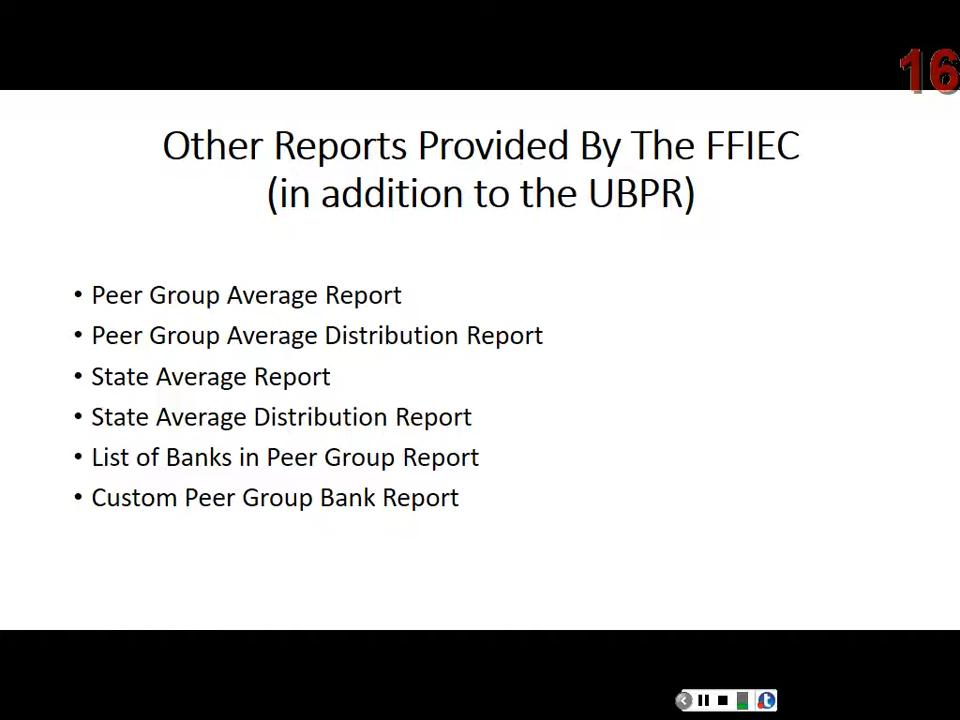 16
Other Reports Provided By The FFIEC
(in addition to the UBPR)
• Peer Group Average Report
• Peer Group Average Distribution Report
• State Average Report
• State Average Distribution Report
• List of Banks in Peer Group Report
• Custom Peer Group Bank Report
t